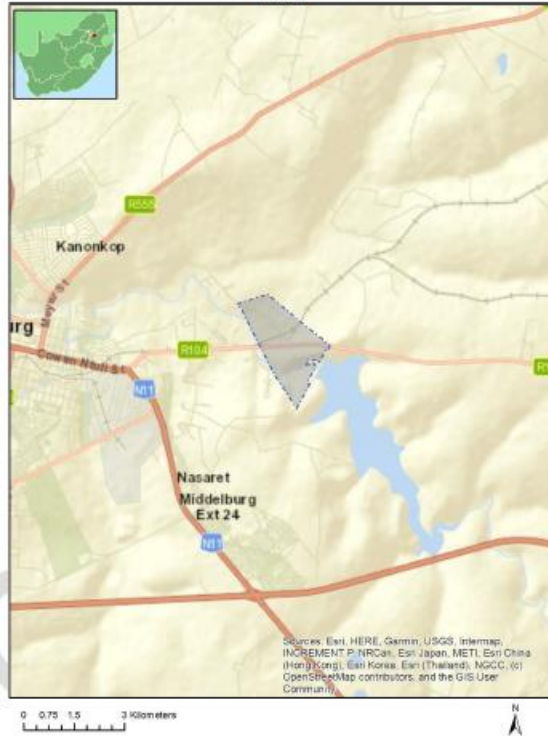 R555
Kanonkop
Meyer St
urg
R104
Cowen Ntuli St
N11
Nasaret
Middelburg
Ext 24
N11
Sources: Esri, HERE, Garmin, USGS, Intermap,
INCREMENT P, NRCan, Esri Japan, METI, Esri China
(Hong Kong), Esri Korea, Esri (Thailand), NGCC, (c)
OpenStreetMap contributors, and the GIS User
Community
0 0.75 1.5 3 Kilometers
N